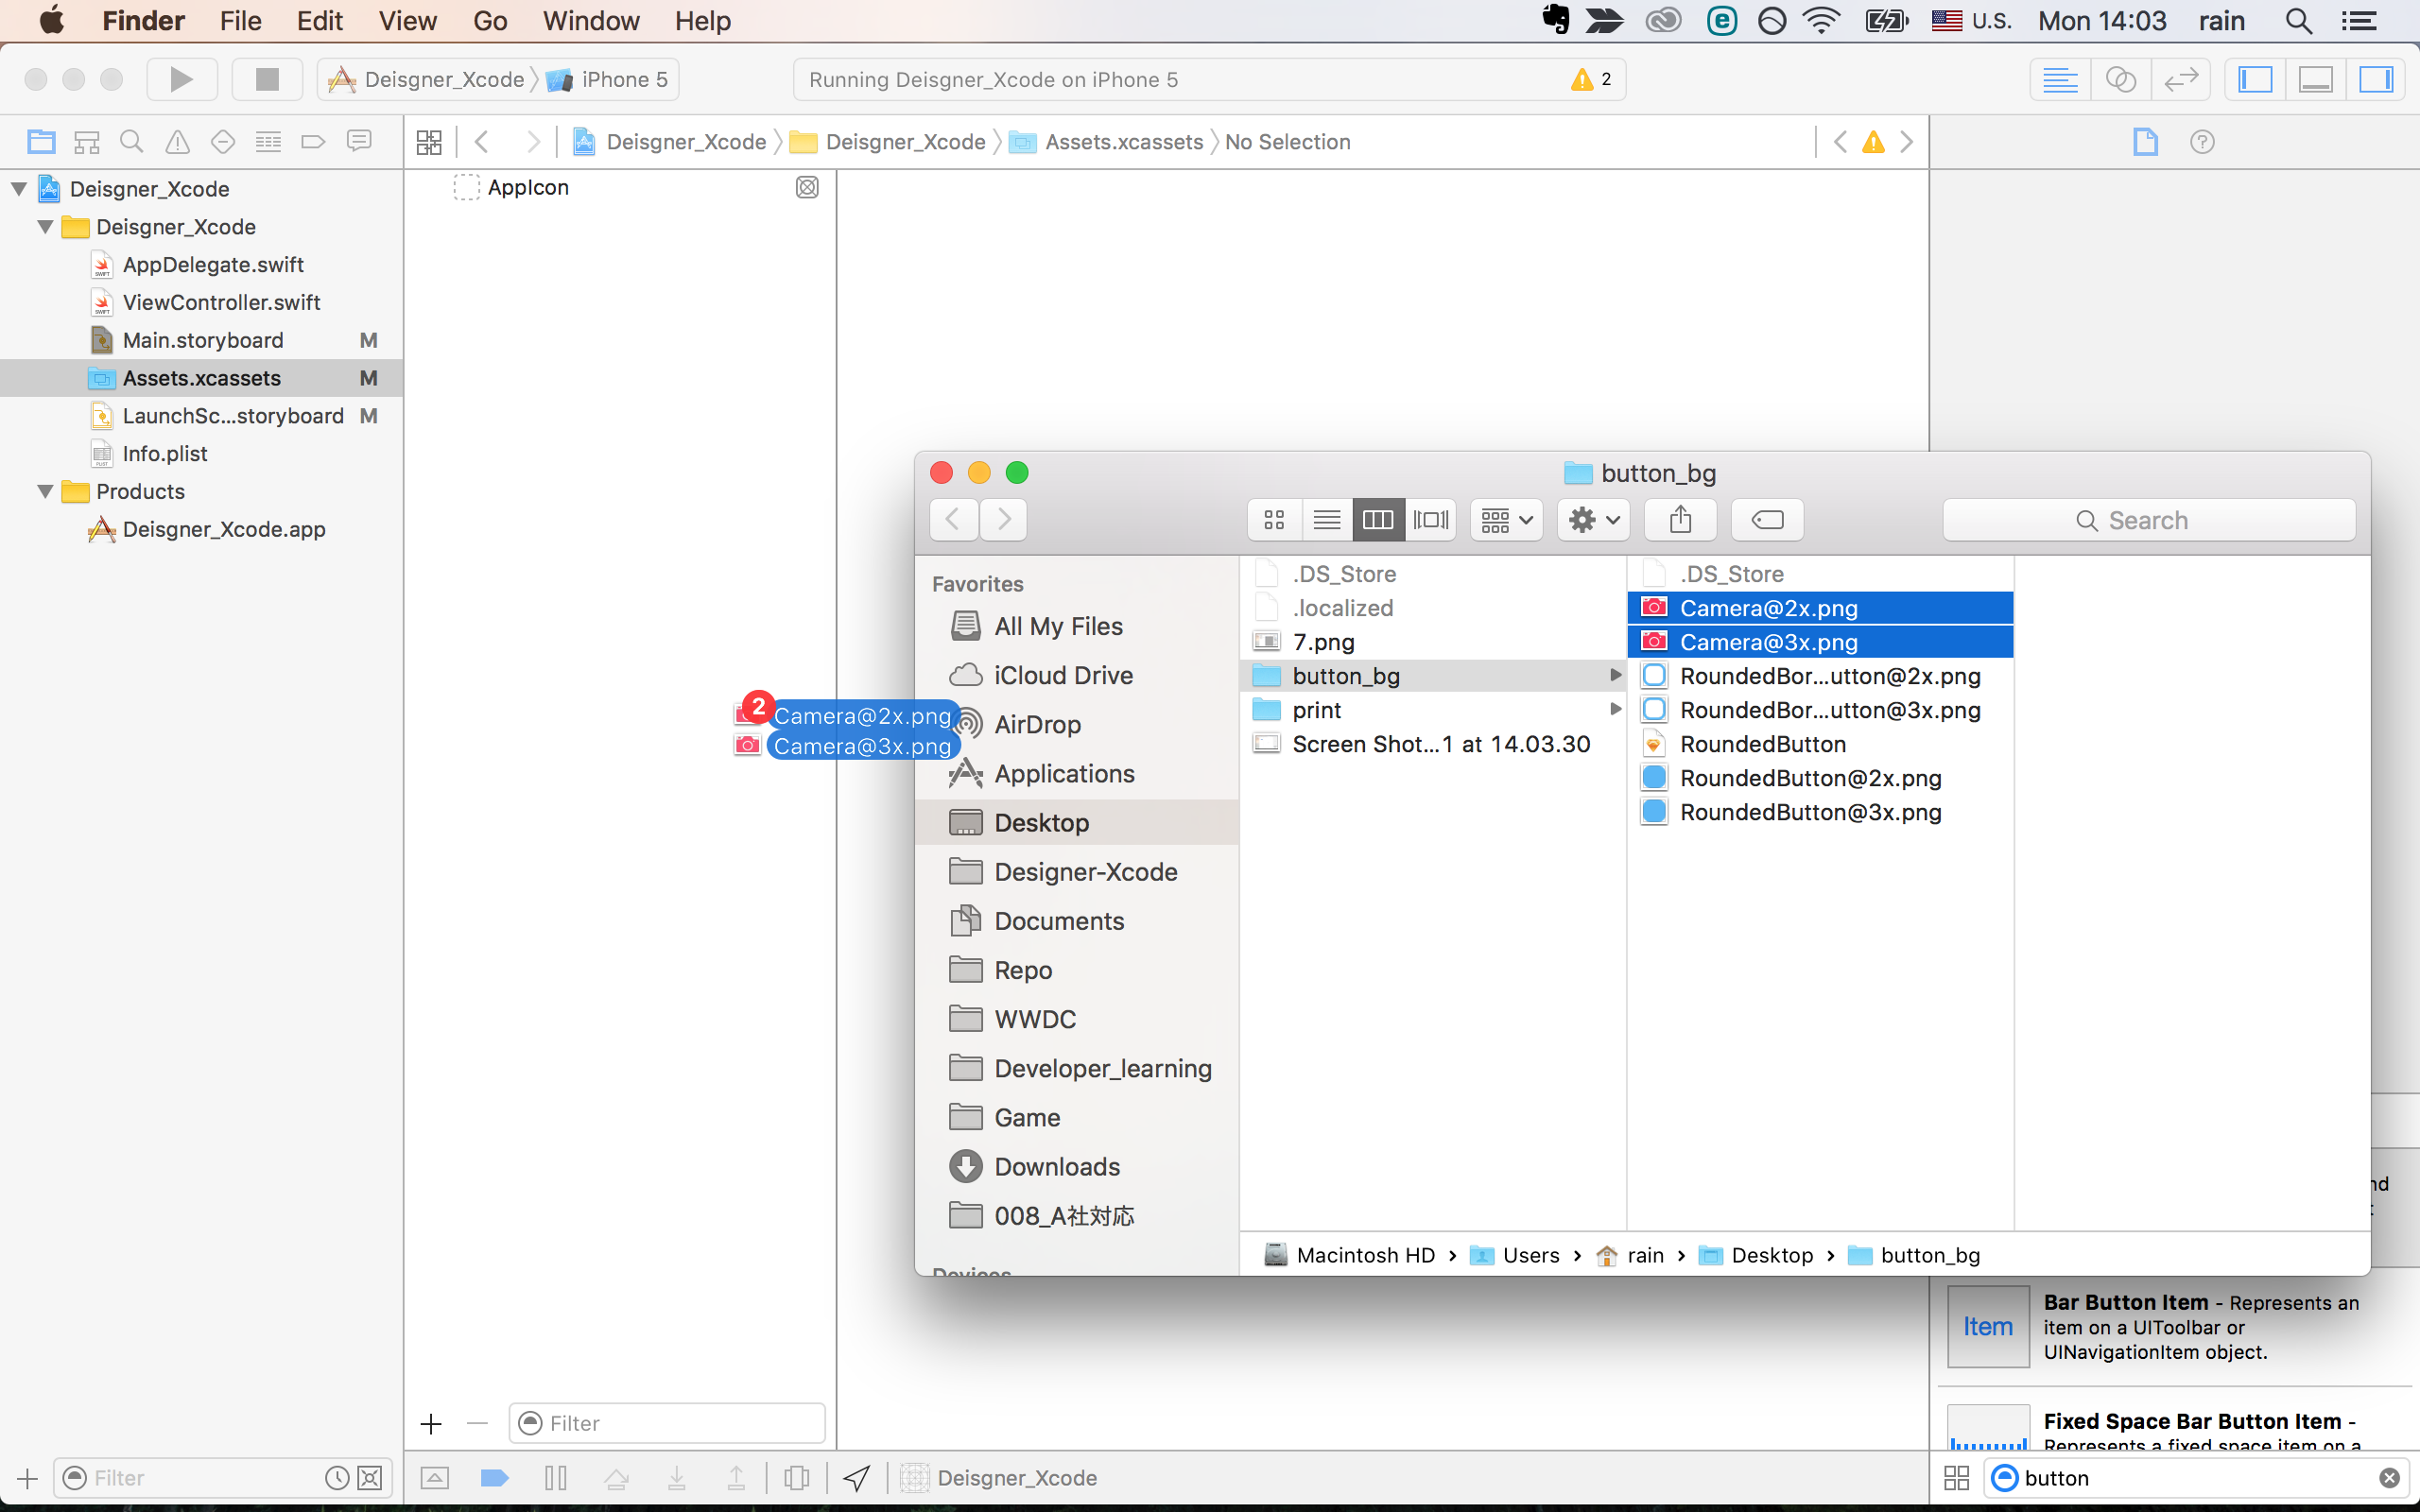 Finder File Edit View Go Window Help U.S. Mon 14:03 rain
Deisgner_Xcode iPhone 5 Running Deisgner_Xcode on iPhone 5 2
Deisgner_Xcode Deisgner_Xcode Assets.xcassets No Selection
Deisgner_Xcode
Deisgner_Xcode
AppDelegate.swift
ViewController.swift
Main.storyboard M
Assets.xcassets M
LaunchSc...storyboard M
Info.plist
Products
Deisgner_Xcode.app
AppIcon
2
Camera@2x.png
Camera@3x.png
button_bg
Search
Favorites
All My Files
iCloud Drive
AirDrop
Applications
Desktop
Designer-Xcode
Documents
Repo
WWDC
Developer_learning
Game
Downloads
008_A社対応
Devices
.DS_Store
.localized
7.png
button_bg
print
Screen Shot...1 at 14.03.30
.DS_Store
Camera@2x.png
Camera@3x.png
RoundedBor...utton@2x.png
RoundedBor...utton@3x.png
RoundedButton
RoundedButton@2x.png
RoundedButton@3x.png
Macintosh HD › Users › rain › Desktop › button_bg
Item
Bar Button Item - Represents an
item on a UIToolbar or
UINavigationItem object.
Fixed Space Bar Button Item -
Represents a fixed space item on a
Filter
Filter
Deisgner_Xcode
button